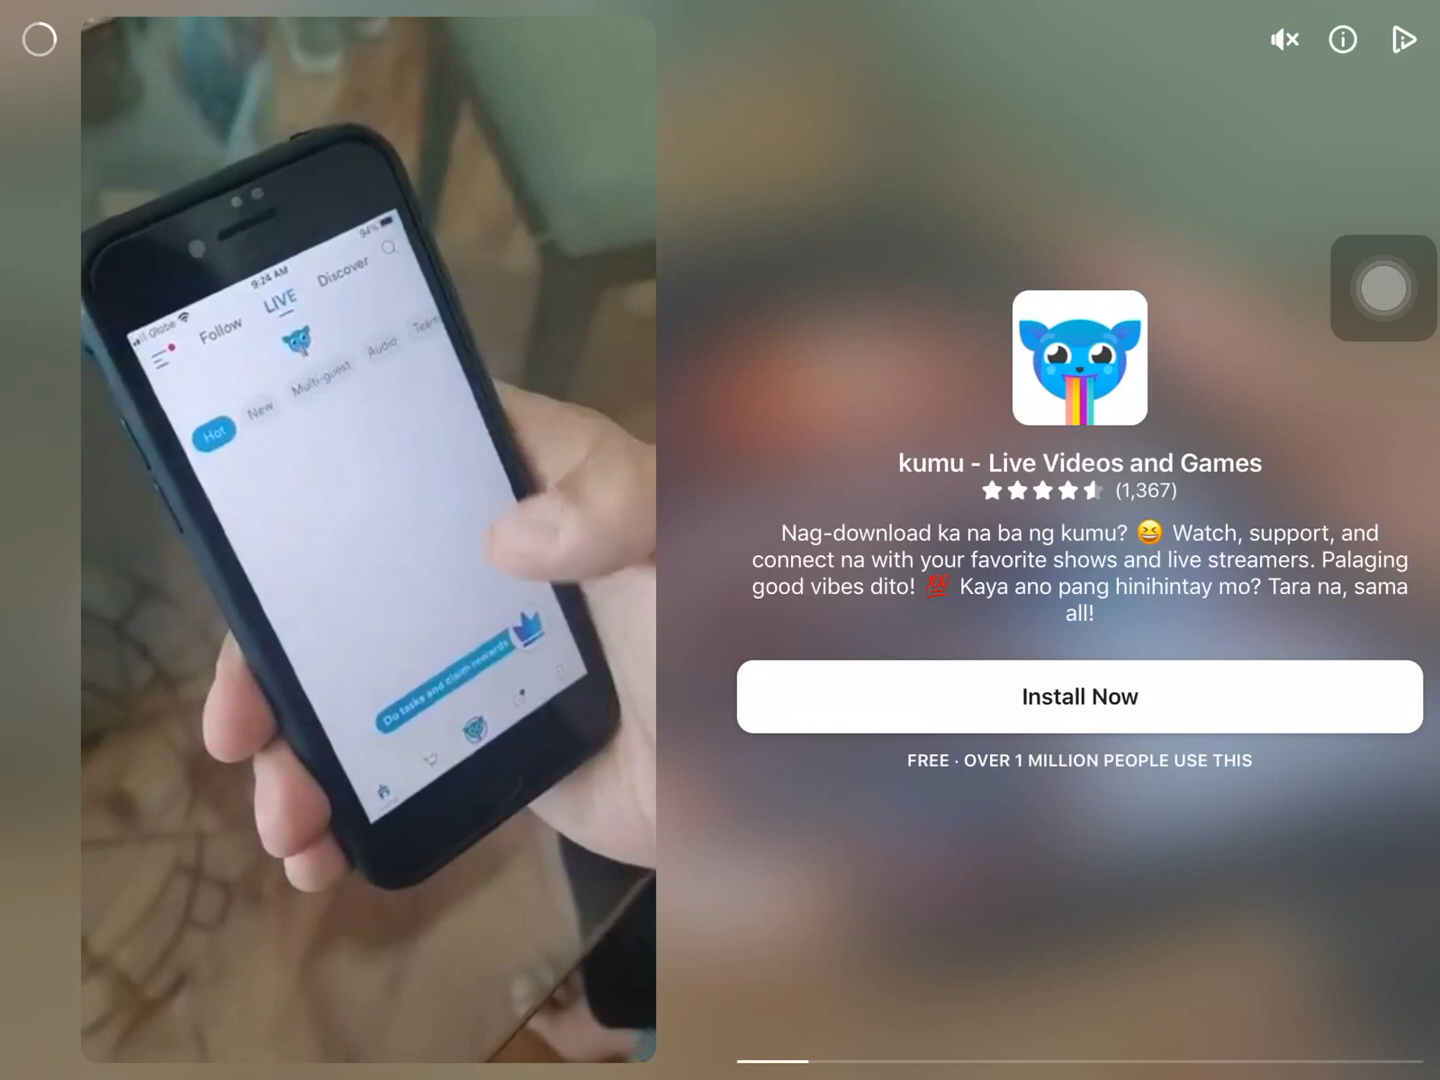 Globe
9:24 AM
94%
Follow
LIVE
Discover
Hot
New
Multi-guest
Audio
Team
Do tasks and claim rewards
kumu - Live Videos and Games
(1,367)
Nag-download ka na ba ng kumu? 😆 Watch, support, and
connect na with your favorite shows and live streamers. Palaging
good vibes dito! 💯 Kaya ano pang hinihintay mo? Tara na, sama
all!
Install Now
FREE · OVER 1 MILLION PEOPLE USE THIS